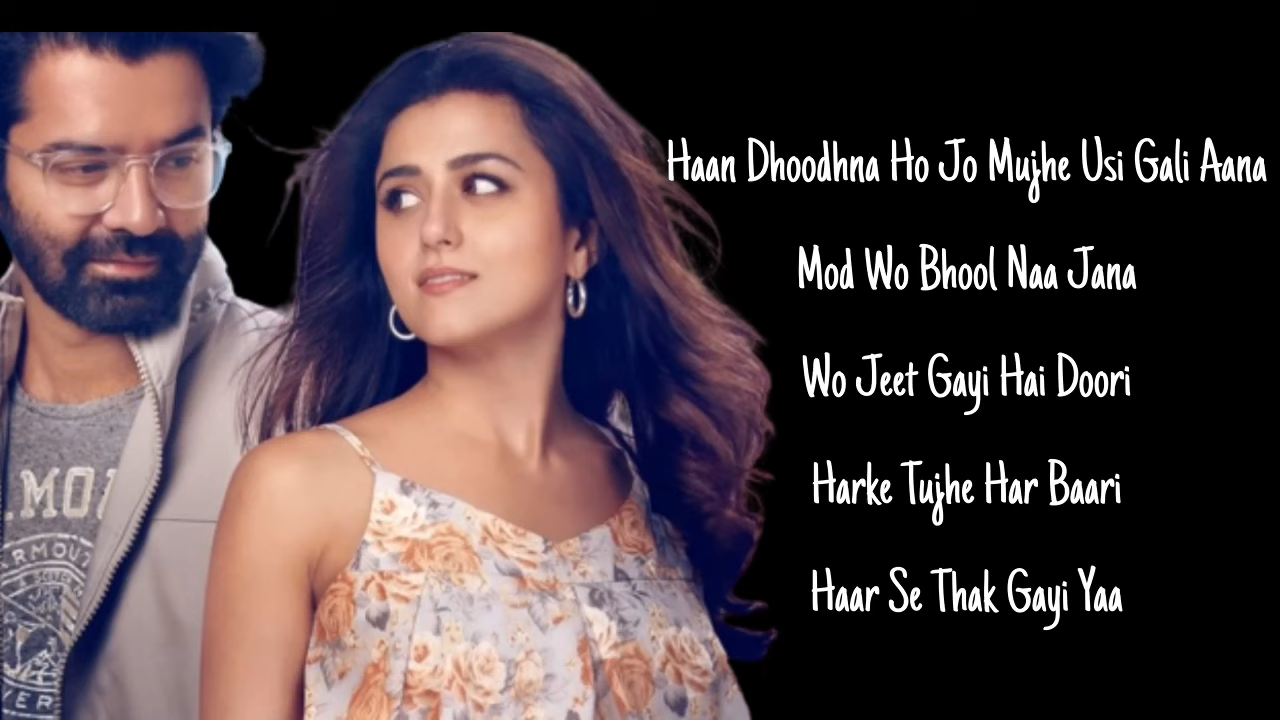 Haan Dhoodhna Ho Jo Mujhe Usi Gali Aana
Mod Wo Bhool Naa Jana
Wo Jeet Gayi Hai Doori
Harke Tujhe Har Baari
Haar Se Thak Gayi Yaa